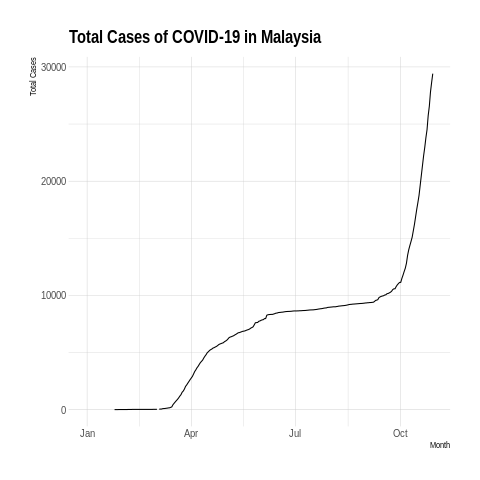 Total Cases of COVID-19 in Malaysia
Total Cases
30000
20000
10000
0
Jan Apr Jul Oct
Month